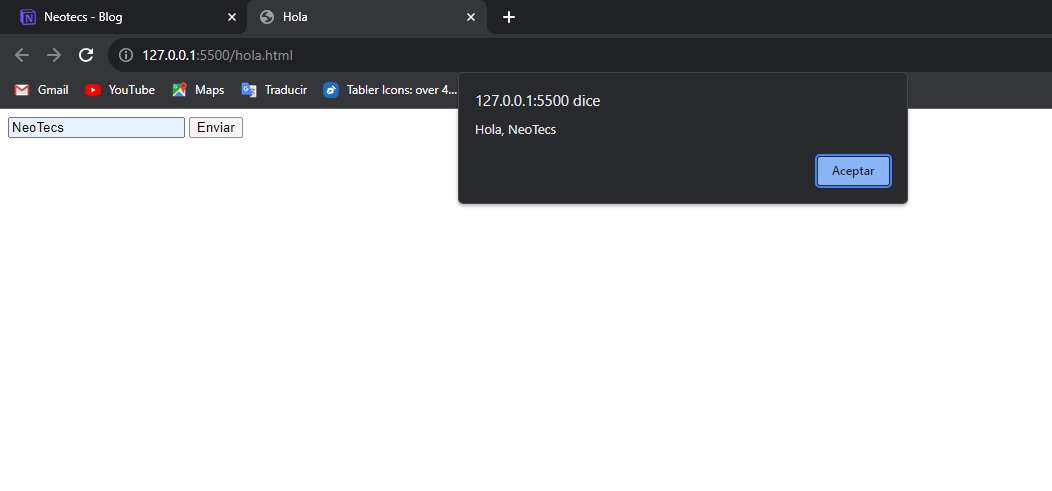 Neotecs - Blog
Hola
127.0.0.1:5500/hola.html
Gmail
YouTube
Maps
Traducir
Tabler Icons: over 4...
127.0.0.1:5500 dice
Hola, NeoTecs
Aceptar
NeoTecs
Enviar